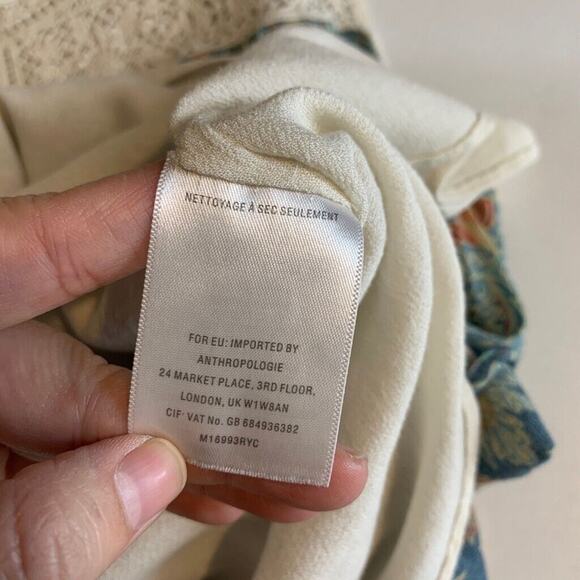 NETTOYAGE À SEC SEULEMENT
FOR EU: IMPORTED BY
ANTHROPOLOGIE
24 MARKET PLACE, 3RD FLOOR,
LONDON, UK W1W8AN
CIF' VAT No. GB 684936382
M16993RYC